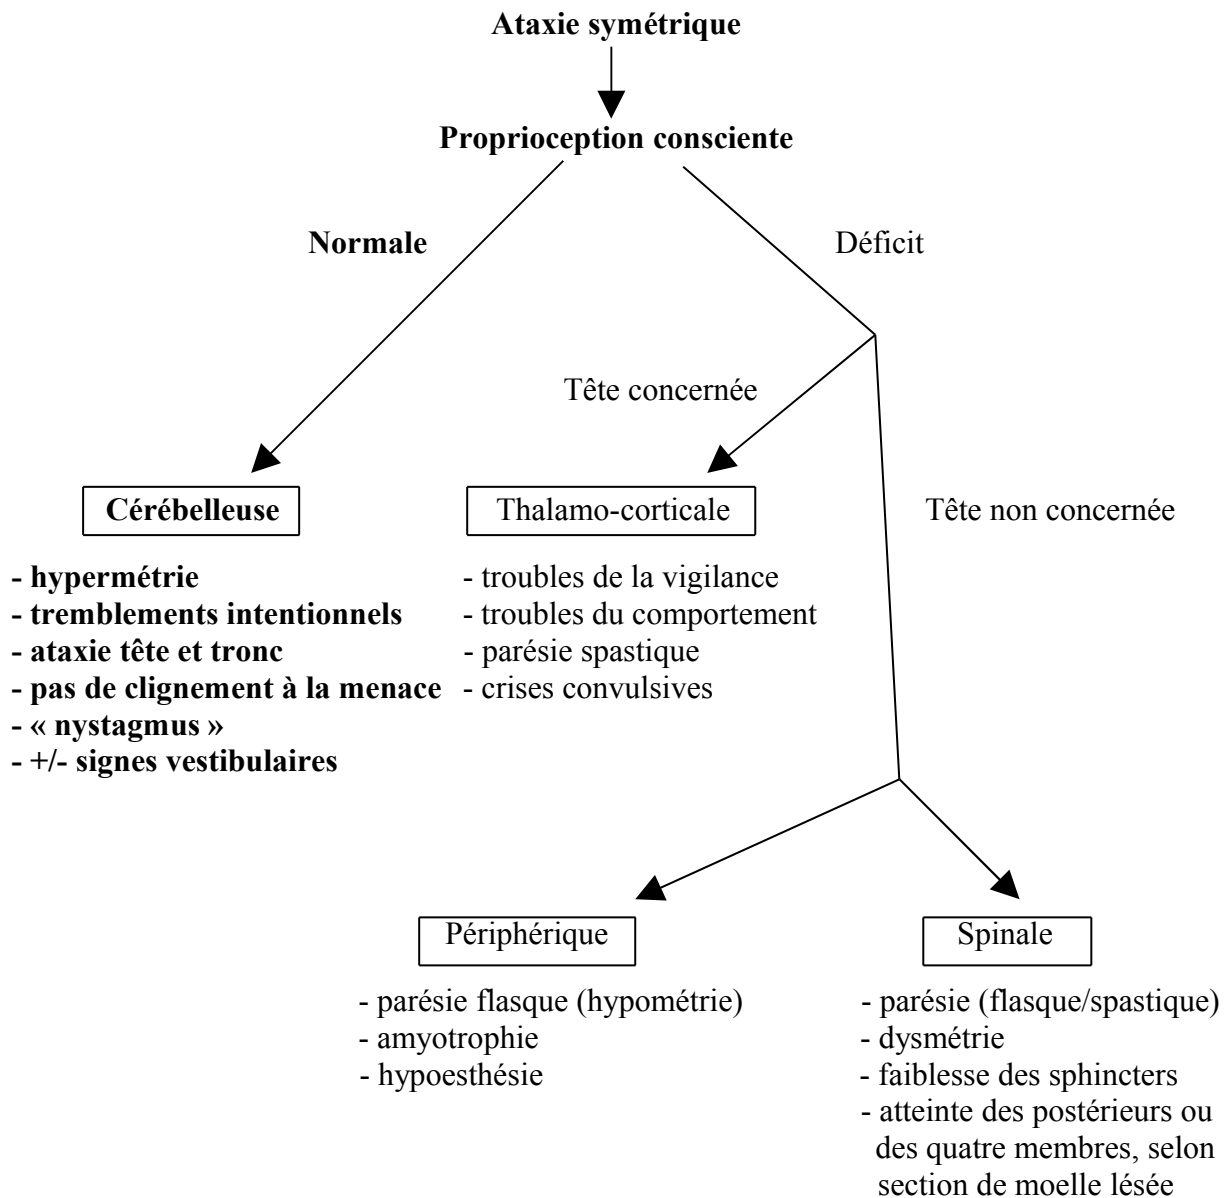 Ataxie symétrique
Proprioception consciente
Normale
Déficit
Tête concernée
Cérébelleuse
Thalamo-corticale
Tête non concernée
- hypermétrie
- tremblements intentionnels
- ataxie tête et tronc
- pas de clignement à la menace
- « nystagmus »
- +/- signes vestibulaires
- troubles de la vigilance
- troubles du comportement
- parésie spastique
- crises convulsives
Périphérique
Spinale
- parésie flasque (hypométrie)
- amyotrophie
- hypoesthésie
- parésie (flasque/spastique)
- dysmétrie
- faiblesse des sphincters
- atteinte des postérieurs ou
des quatre membres, selon
section de moelle lésée